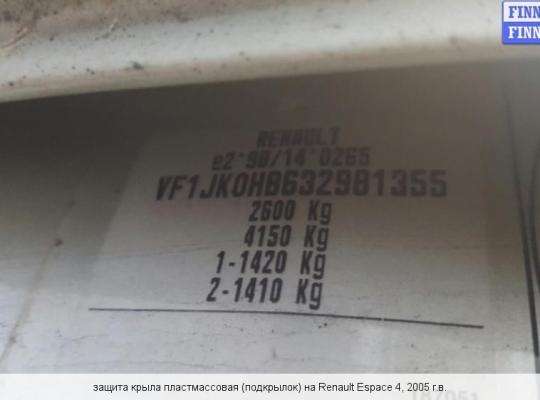 FINN
FINN
RENAULT
e2*98/14*0265
VF1JK0HB632981355
2600 Kg
4150 Kg
1-1420 Kg
2-1410 Kg
защита крыла пластмассовая (подкрылок) на Renault Espace 4, 2005 г.в.